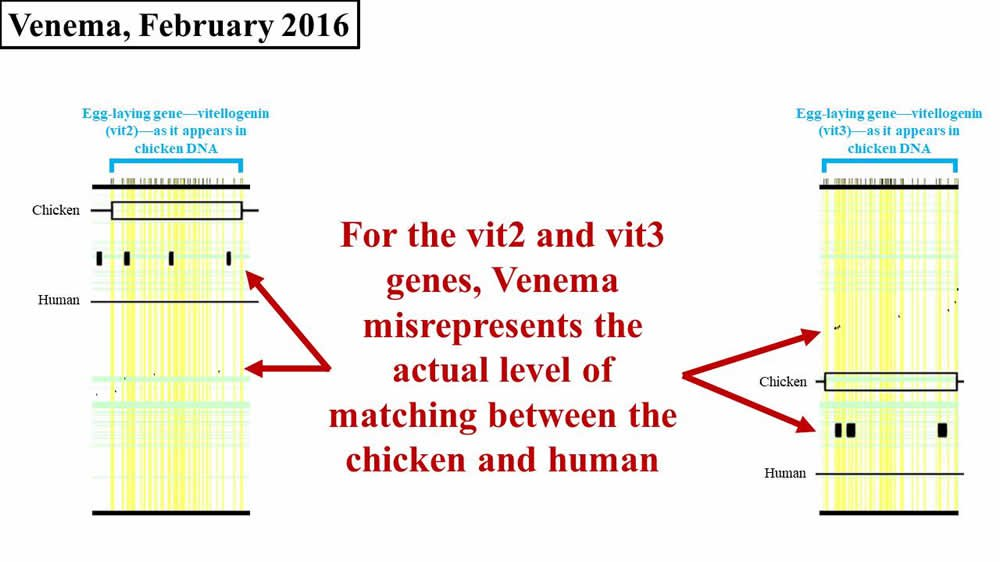 Venema, February 2016
Egg-laying gene—vitellogenin
(vit2)—as it appears in
chicken DNA
Chicken
Human
For the vit2 and vit3
genes, Venema
misrepresents the
actual level of
matching between the
chicken and human
Egg-laying gene—vitellogenin
(vit3)—as it appears in
chicken DNA
Chicken
Human